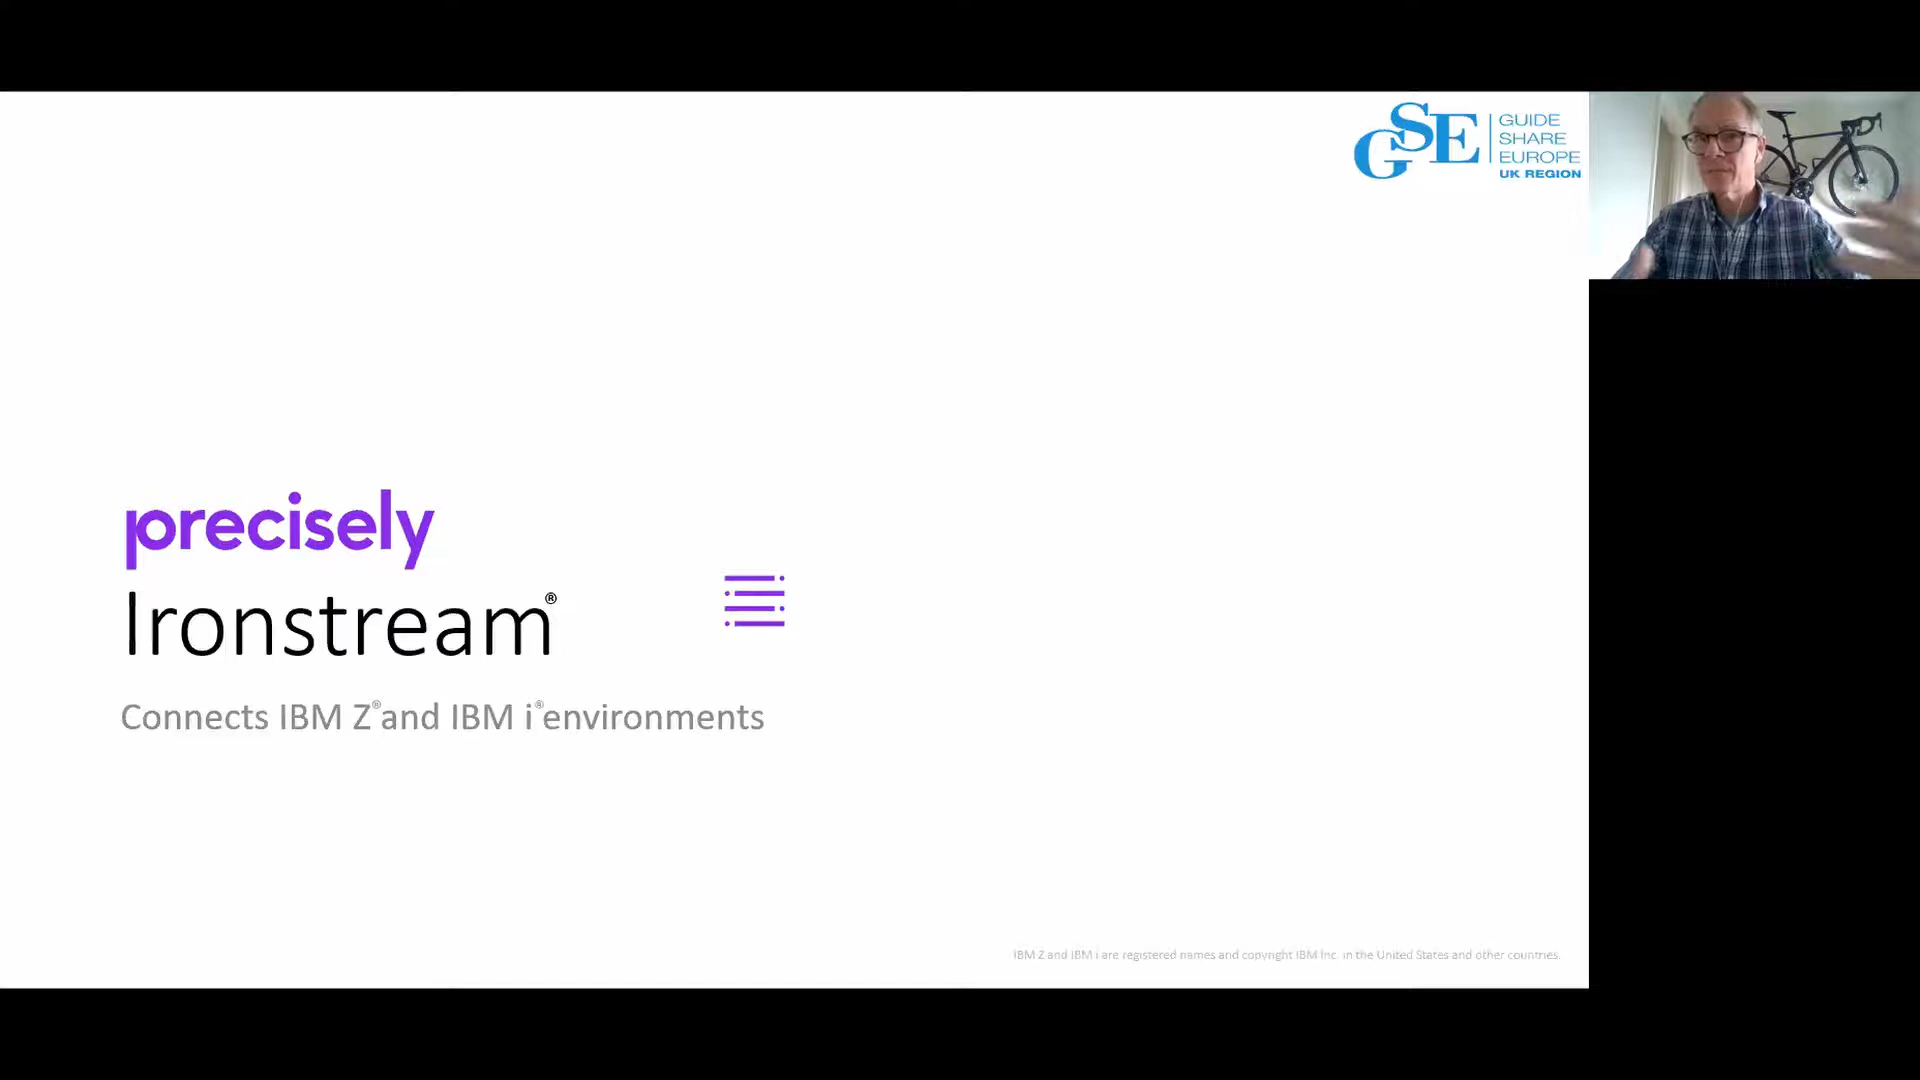 GSE
GUIDE
SHARE
EUROPE
UK REGION
precisely
Ironstream®
Connects IBM Z® and IBM i® environments
IBM Z and IBM i are registered names and copyright IBM Inc. in the United States and other countries.